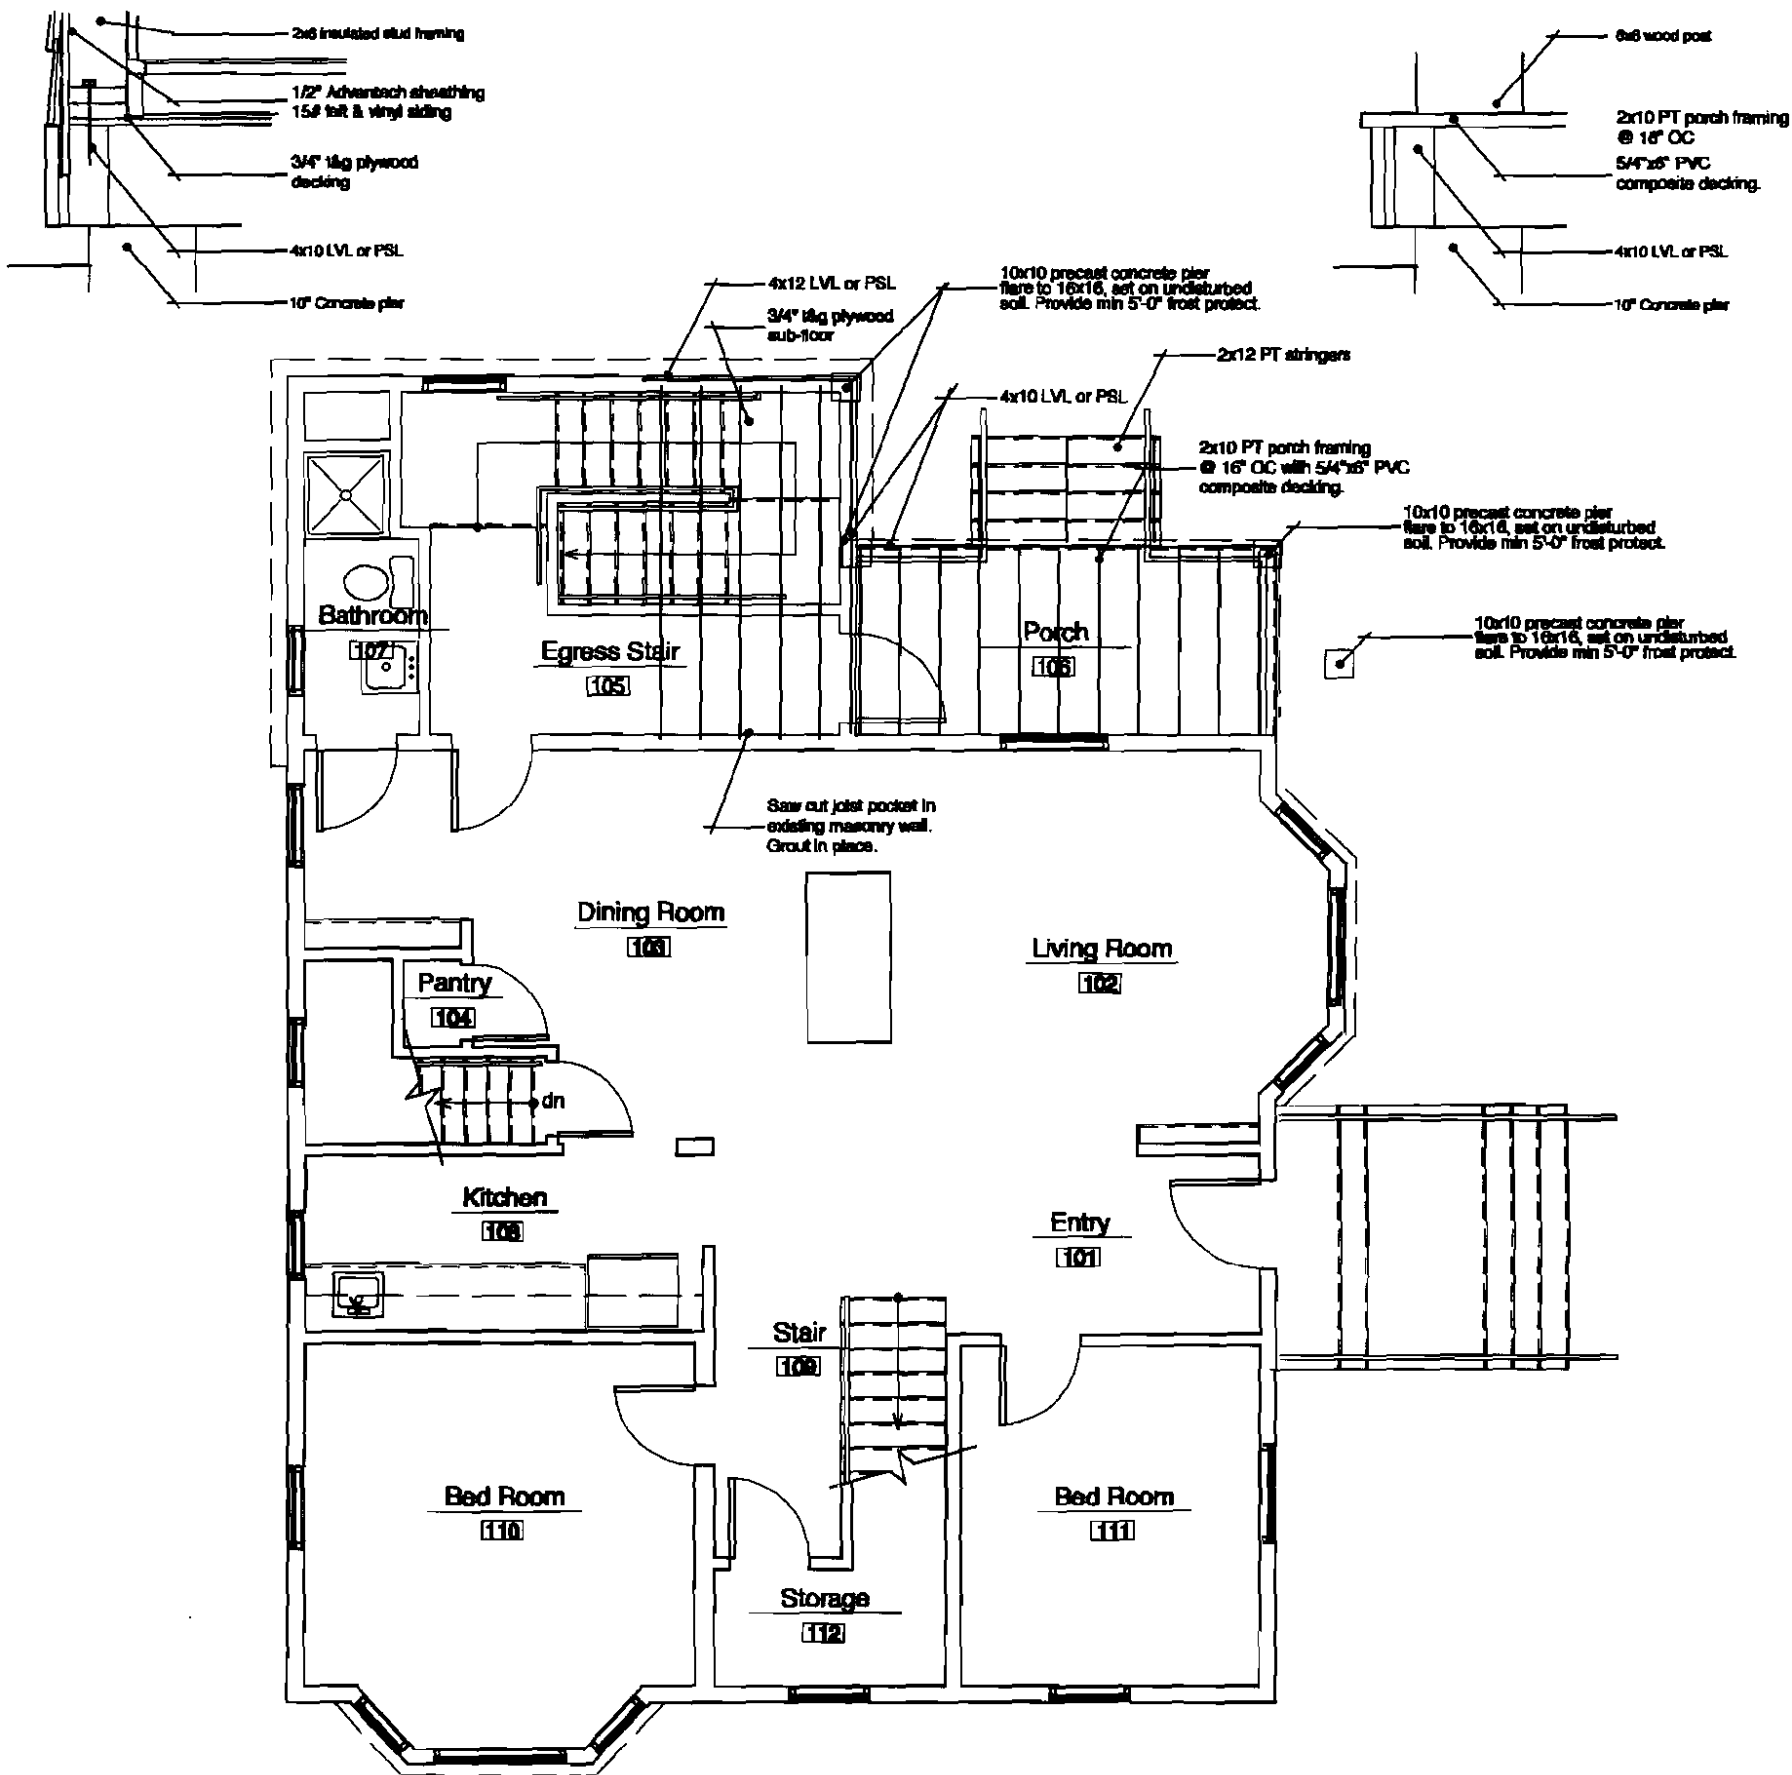 2x6 insulated stud framing
1/2" Advantech sheathing
15# felt & vinyl siding
3/4" t&g plywood
decking
4x10 LVL or PSL
10" Concrete pier
6x6 wood post
2x10 PT porch framing
@ 16" OC
5/4"x6" PVC
composite decking.
4x10 LVL or PSL
10" Concrete pier
4x12 LVL or PSL
3/4" t&g plywood
sub-floor
10x10 precast concrete pier
flare to 16x16, set on undisturbed
soil. Provide min 5'-0" frost protect.
2x12 PT stringers
4x10 LVL or PSL
2x10 PT porch framing
@ 16" OC with 5/4"x6" PVC
composite decking.
10x10 precast concrete pier
flare to 16x16, set on undisturbed
soil. Provide min 5'-0" frost protect.
10x10 precast concrete pier
flare to 16x16, set on undisturbed
soil. Provide min 5'-0" frost protect.
Bathroom
107
Egress Stair
105
Porch
106
Saw cut joist pocket in
existing masonry wall.
Grout in place.
Dining Room
103
Living Room
102
Pantry
104
dn
Kitchen
108
Entry
101
Stair
109
Bed Room
110
Bed Room
111
Storage
112